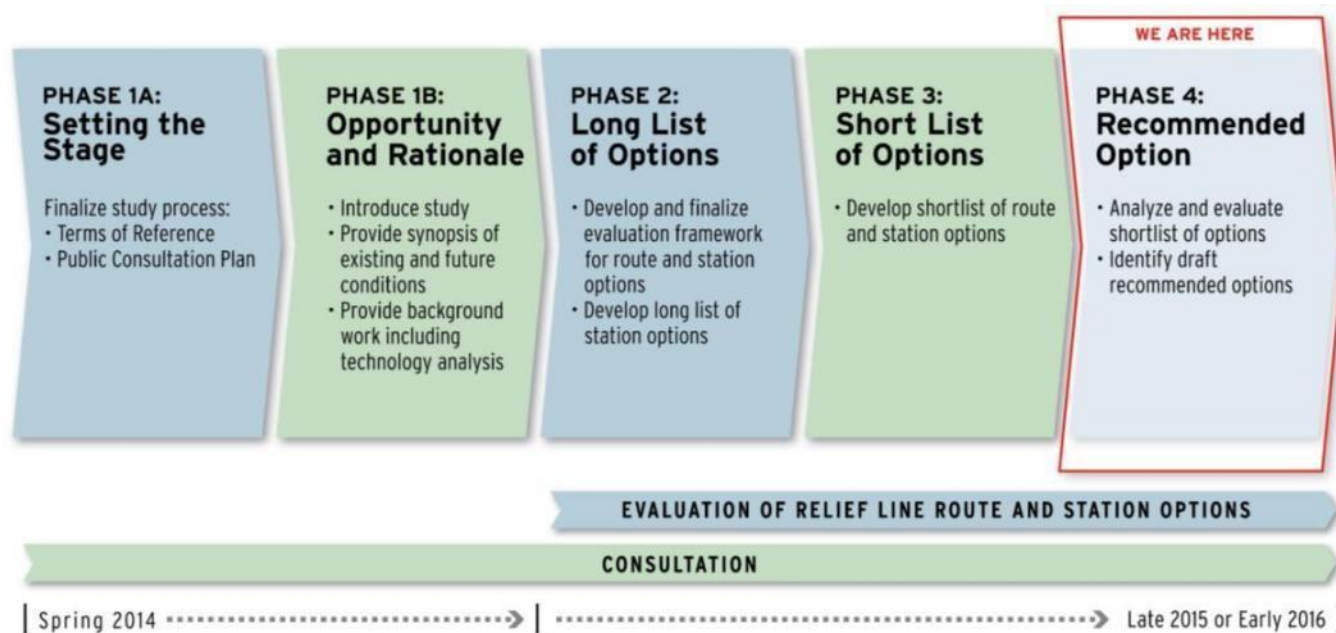 WE ARE HERE
PHASE 1A:
Setting the
Stage
Finalize study process:
• Terms of Reference
• Public Consultation Plan
PHASE 1B:
Opportunity
and Rationale
• Introduce study
• Provide synopsis of
existing and future
conditions
• Provide background
work including
technology analysis
PHASE 2:
Long List
of Options
• Develop and finalize
evaluation framework
for route and station
options
• Develop long list of
station options
PHASE 3:
Short List
of Options
• Develop shortlist of route
and station options
PHASE 4:
Recommended
Option
• Analyze and evaluate
shortlist of options
• Identify draft
recommended options
EVALUATION OF RELIEF LINE ROUTE AND STATION OPTIONS
CONSULTATION
Spring 2014
Late 2015 or Early 2016